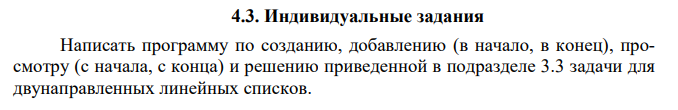 4.3. Индивидуальные задания
Написать программу по созданию, добавлению (в начало, в конец), про-
смотру (с начала, с конца) и решению приведенной в подразделе 3.3 задачи для
двунаправленных линейных списков.